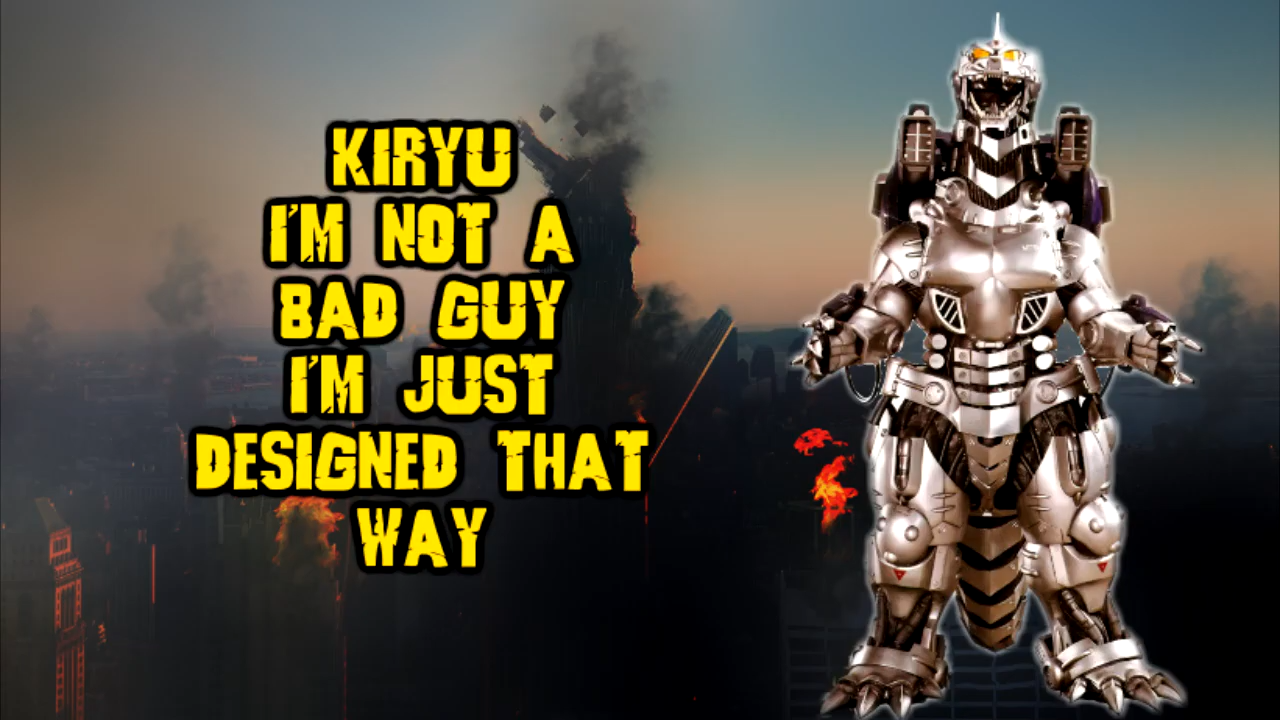 KIRYU
I'M NOT A
BAD GUY
I'M JUST
DESIGNED THAT
WAY